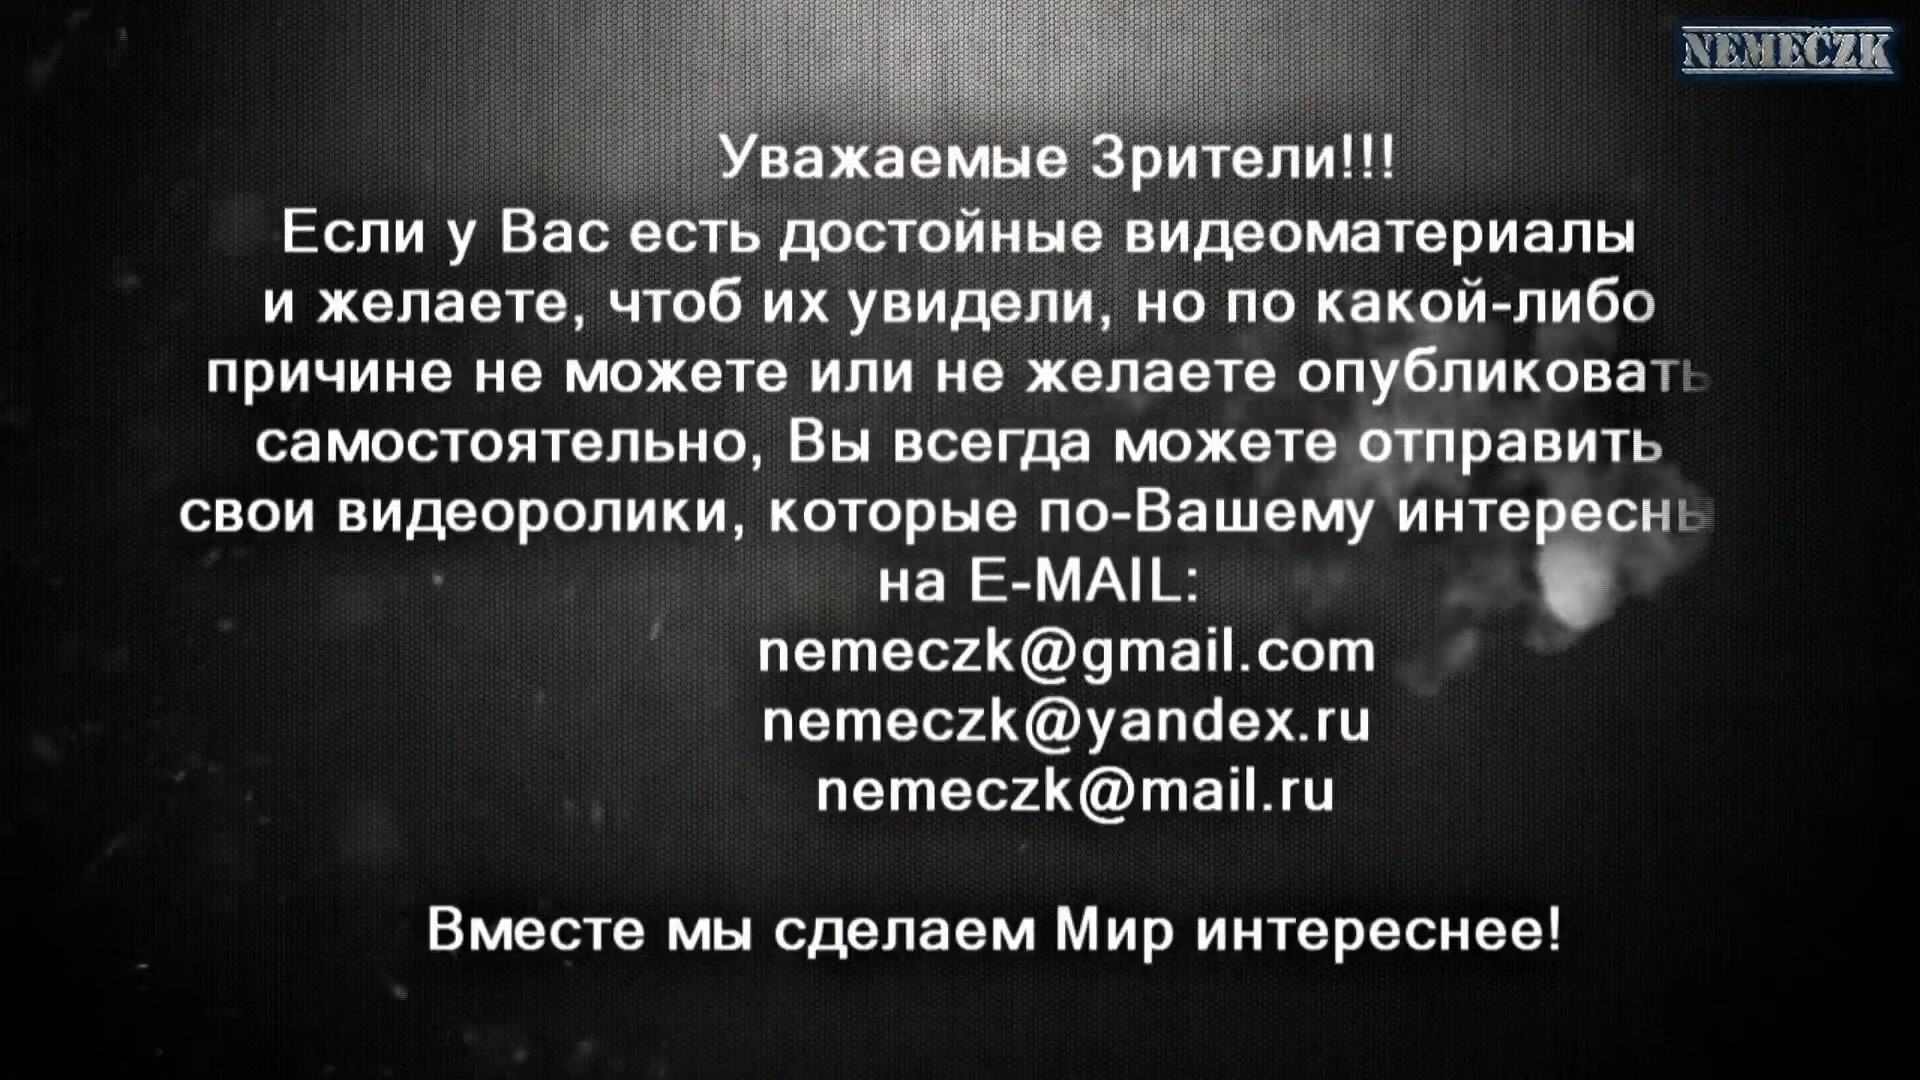 NEMECZK
Уважаемые Зрители!!!
Если у Вас есть достойные видеоматериалы
и желаете, чтоб их увидели, но по какой-либо
причине не можете или не желаете опубликовать
самостоятельно, Вы всегда можете отправить
свои видеоролики, которые по-Вашему интересны
на E-MAIL:
nemeczk@gmail.com
nemeczk@yandex.ru
nemeczk@mail.ru
Вместе мы сделаем Мир интереснее!